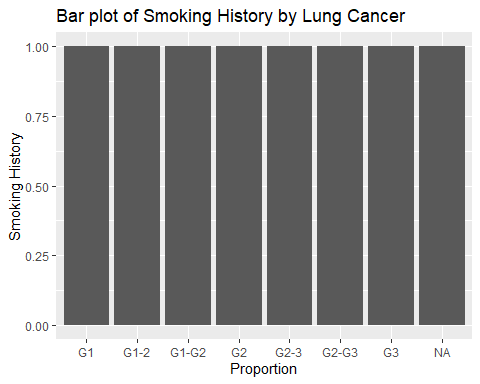 Bar plot of Smoking History by Lung Cancer
Smoking History
1.00
0.75
0.50
0.25
0.00
G1 G1-2 G1-G2 G2 G2-3 G2-G3 G3 NA
Proportion